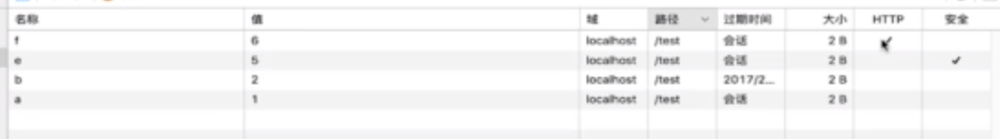 名称 值 域 路径 过期时间 大小 HTTP 安全
f 6 localhost /test 会话 2 B ✓
e 5 localhost /test 会话 2 B ✓
b 2 localhost /test 2017/2... 2 B
a 1 localhost /test 会话 2 B